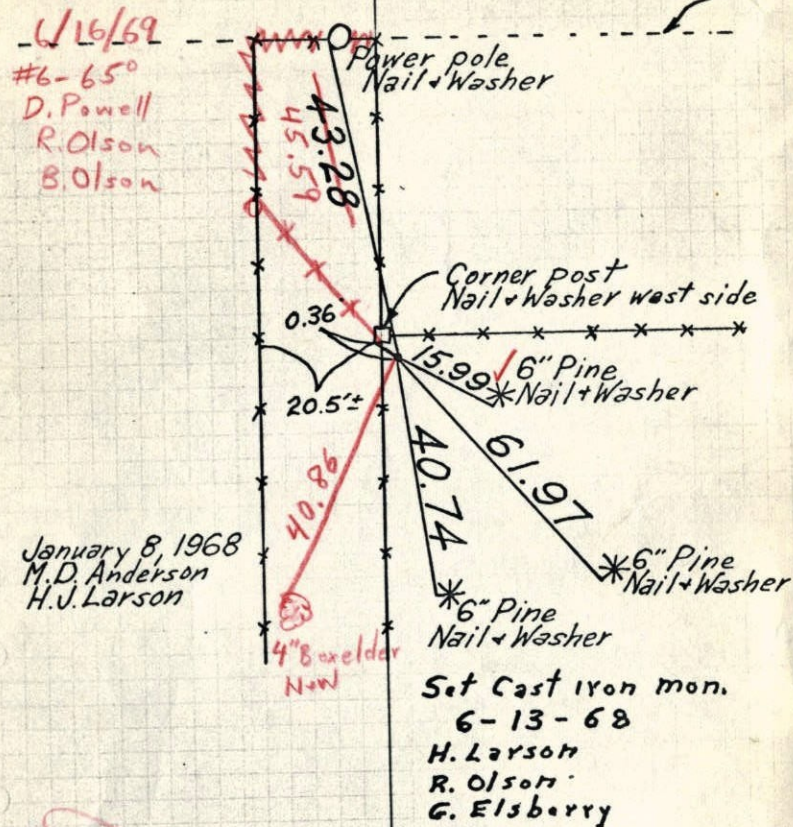 6/16/69
#6-65°
D. Powell
R. Olson
B. Olson
Power pole
Nail & Washer
43.28
45.59
Corner post
Nail & Washer west side
0.36
15.99
6" Pine
Nail & Washer
20.5'±
40.86
40.74
61.97
January 8, 1968
M.D. Anderson
H.J. Larson
6" Pine
Nail & Washer
6" Pine
Nail & Washer
4" Boxelder
New
Set Cast Iron mon.
6-13-68
H. Larson
R. Olson
G. Elsberry